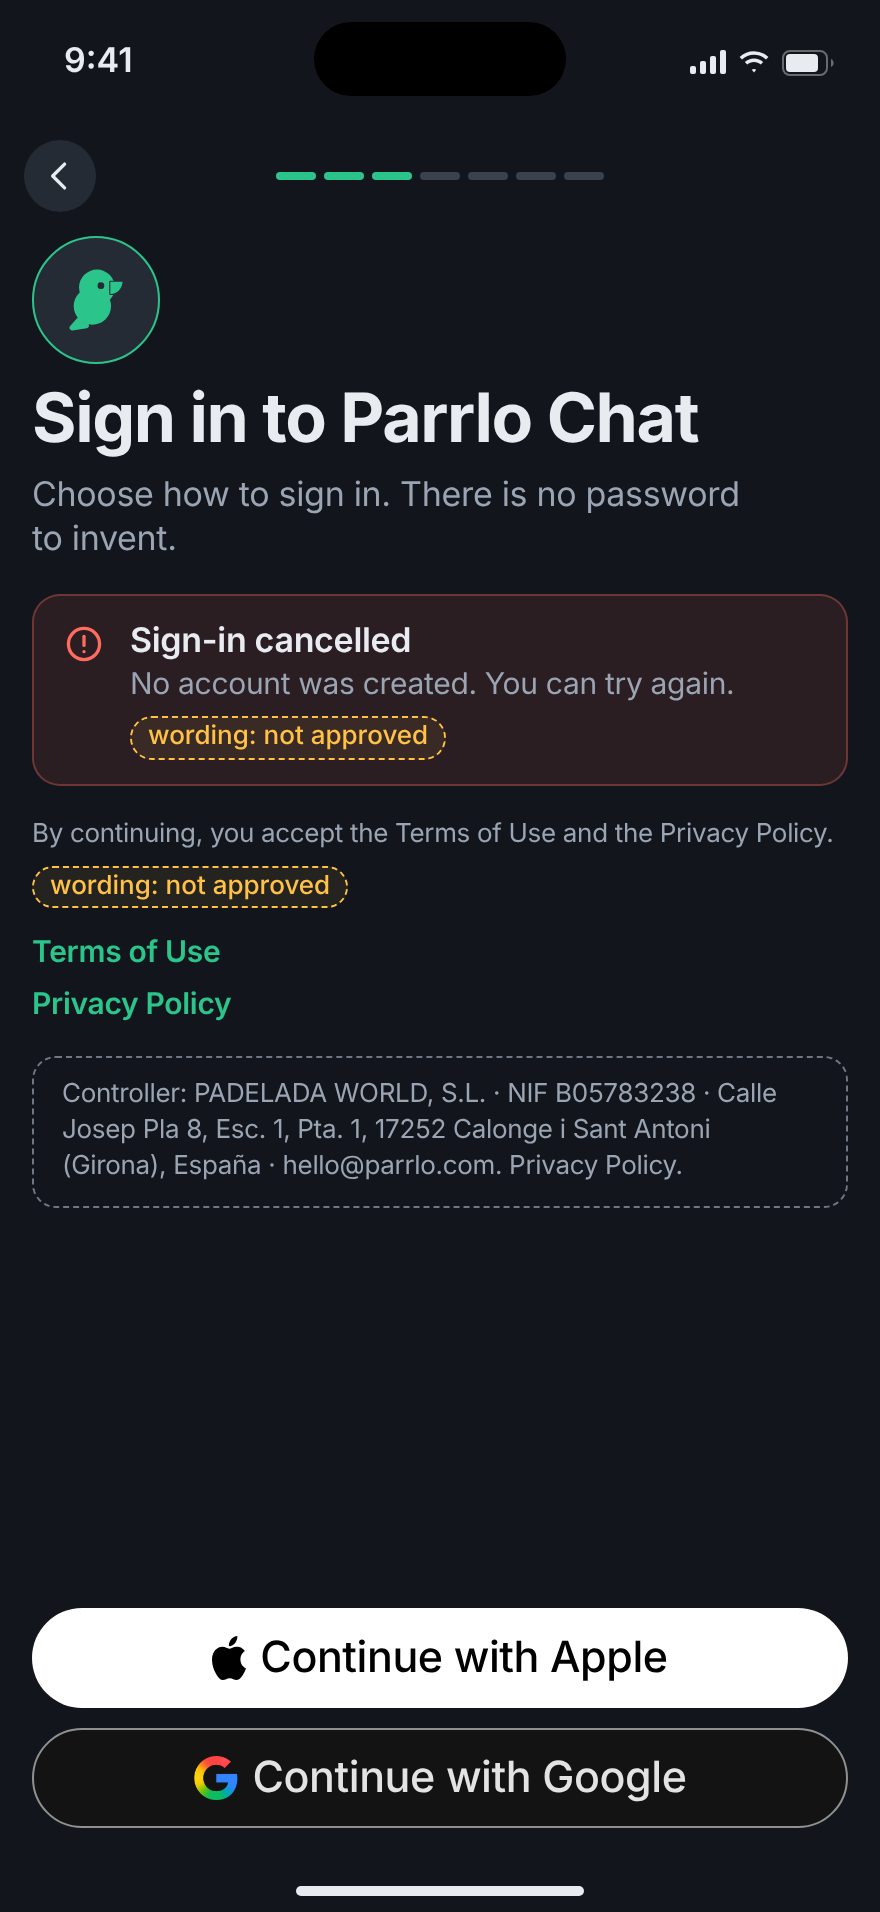 9:41
Sign in to Parrlo Chat
Choose how to sign in. There is no password
to invent.
Sign-in cancelled
No account was created. You can try again.
wording: not approved
By continuing, you accept the Terms of Use and the Privacy Policy.
wording: not approved
Terms of Use
Privacy Policy
Controller: PADELADA WORLD, S.L. · NIF B05783238 · Calle
Josep Pla 8, Esc. 1, Pta. 1, 17252 Calonge i Sant Antoni
(Girona), España · hello@parrlo.com. Privacy Policy.
Continue with Apple
Continue with Google